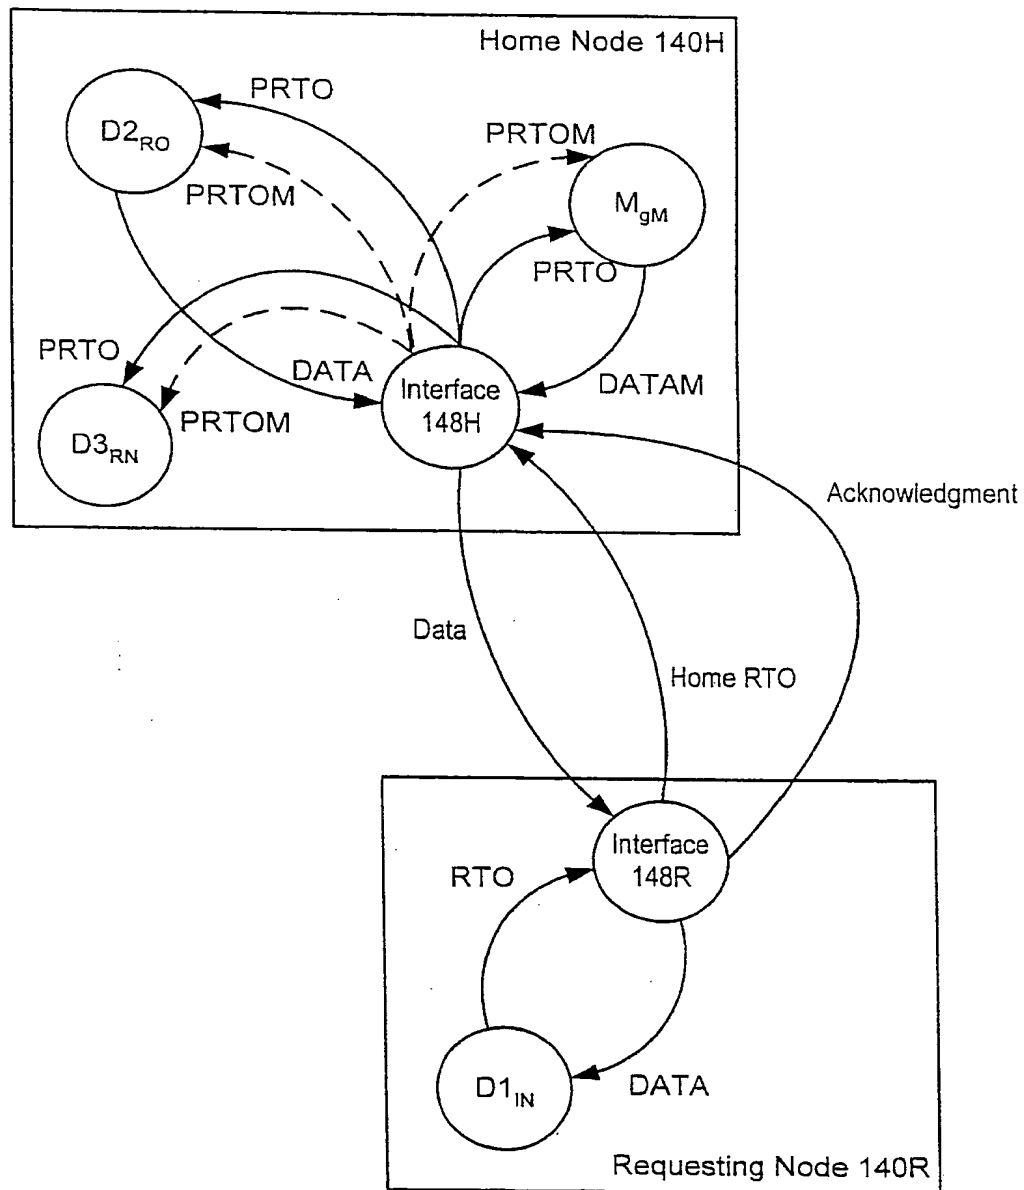 Home Node 140H
PRTO
D2RO
PRTOM
PRTOM
MgM
PRTO
PRTO
DATA
Interface
148H
DATAM
PRTOM
D3RN
Acknowledgment
Data
Home RTO
Interface
148R
RTO
D1IN
DATA
Requesting Node 140R